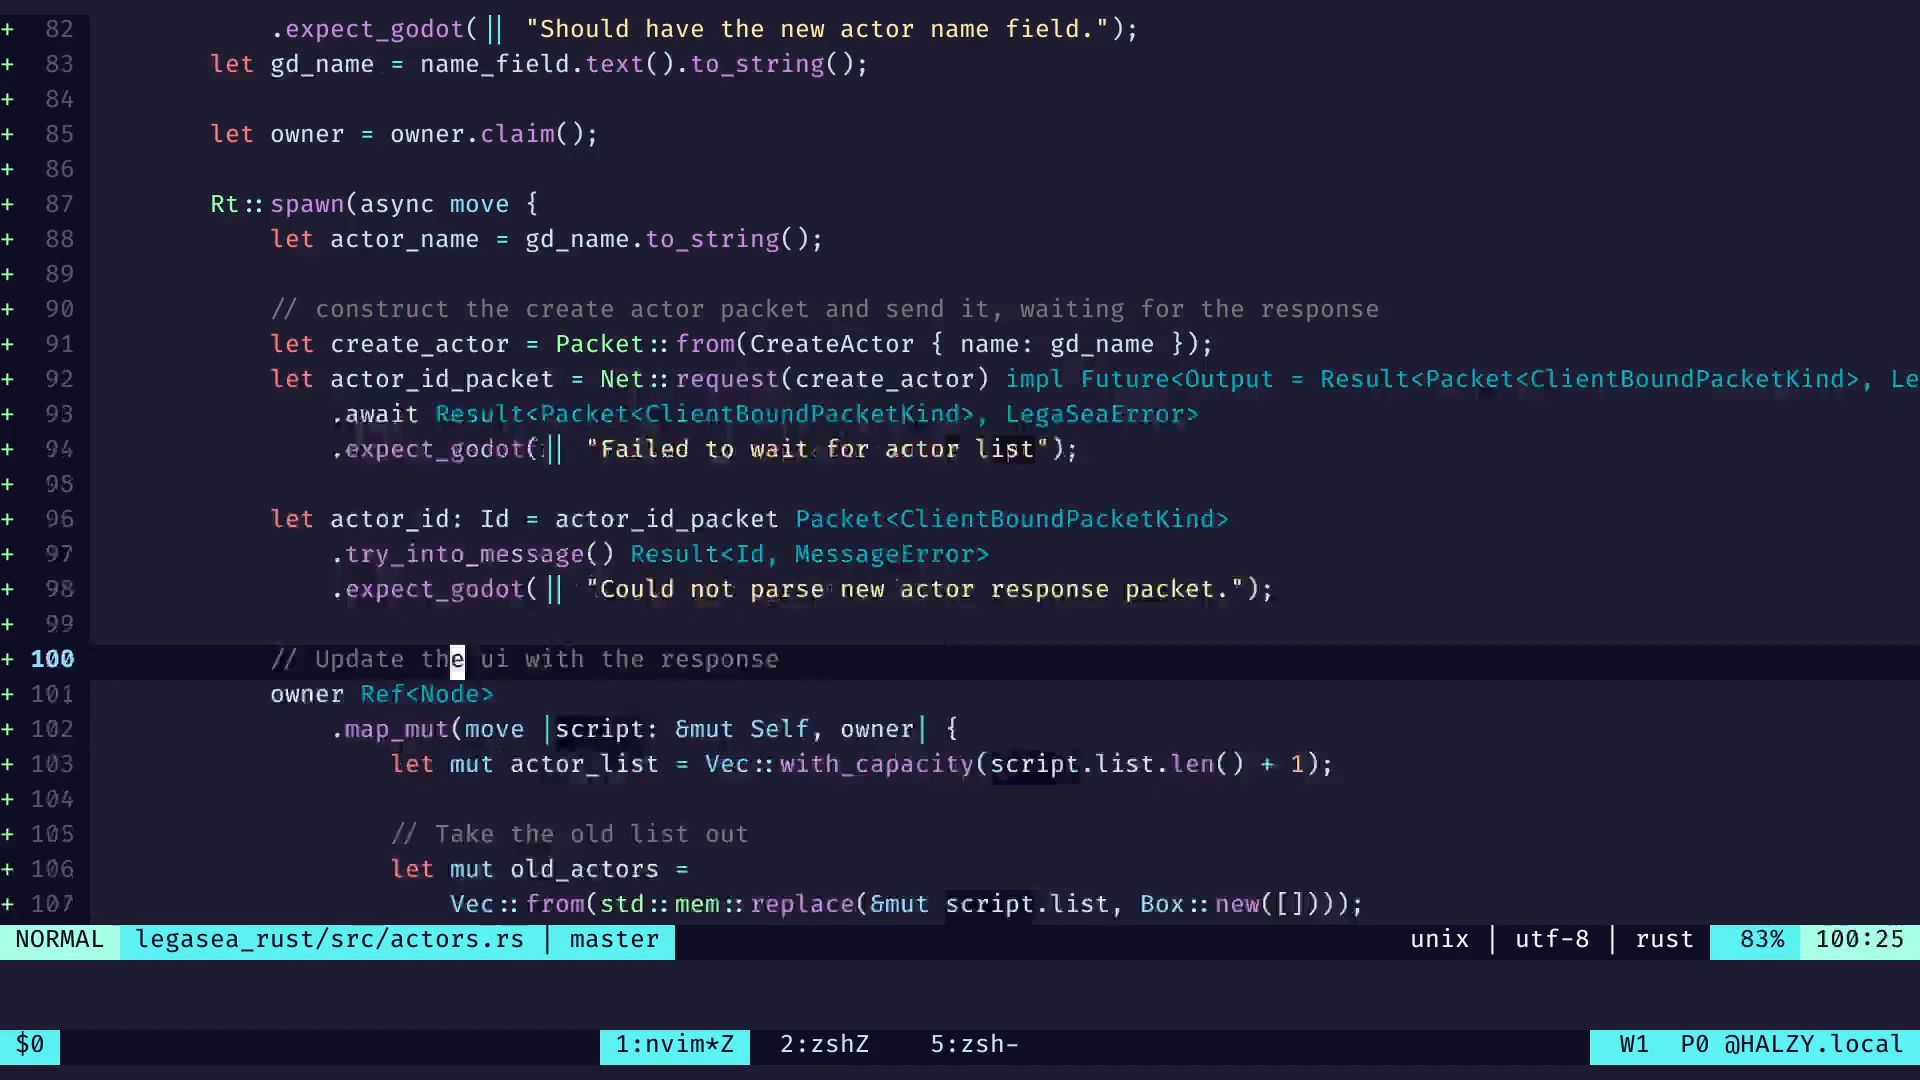 + 82 .expect_godot(|| "Should have the new actor name field.");
+ 83 let gd_name = name_field.text().to_string();
+ 84
+ 85 let owner = owner.claim();
+ 86
+ 87 Rt::spawn(async move {
+ 88 let actor_name = gd_name.to_string();
+ 89
+ 90 // construct the create actor packet and send it, waiting for the response
+ 91 let create_actor = Packet::from(CreateActor { name: gd_name });
+ 92 let actor_id_packet = Net::request(create_actor) impl Future<Output = Result<Packet<ClientBoundPacketKind>, Le
+ 93 .await Result<Packet<ClientBoundPacketKind>, LegaSeaError>
+ 94 .expect_godot(|| "Failed to wait for actor list");
+ 95
+ 96 let actor_id: Id = actor_id_packet Packet<ClientBoundPacketKind>
+ 97 .try_into_message() Result<Id, MessageError>
+ 98 .expect_godot(|| "Could not parse new actor response packet.");
+ 99
+ 100 // Update the ui with the response
+ 101 owner Ref<Node>
+ 102 .map_mut(move |script: &mut Self, owner| {
+ 103 let mut actor_list = Vec::with_capacity(script.list.len() + 1);
+ 104
+ 105 // Take the old list out
+ 106 let mut old_actors =
+ 107 Vec::from(std::mem::replace(&mut script.list, Box::new([])));
NORMAL legasea_rust/src/actors.rs | master unix | utf-8 | rust 83% 100:25
$0 1:nvim*Z 2:zshZ 5:zsh- W1 P0 @HALZY.local